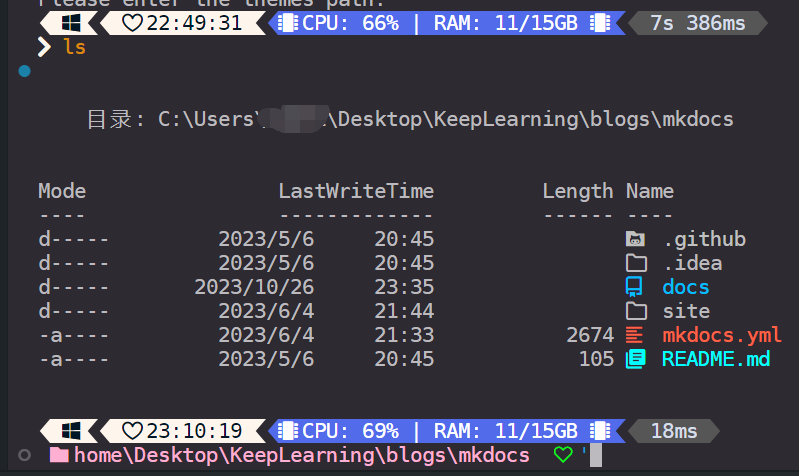 Please enter the themes path:
22:49:31 CPU: 66% | RAM: 11/15GB 7s 386ms
ls
目录: C:\Users\ \Desktop\KeepLearning\blogs\mkdocs
Mode LastWriteTime Length Name
---- ------------- ------ ----
d----- 2023/5/6 20:45 .github
d----- 2023/5/6 20:45 .idea
d----- 2023/10/26 23:35 docs
d----- 2023/6/4 21:44 site
-a---- 2023/6/4 21:33 2674 mkdocs.yml
-a---- 2023/5/6 20:45 105 README.md
23:10:19 CPU: 69% | RAM: 11/15GB 18ms
home\Desktop\KeepLearning\blogs\mkdocs '